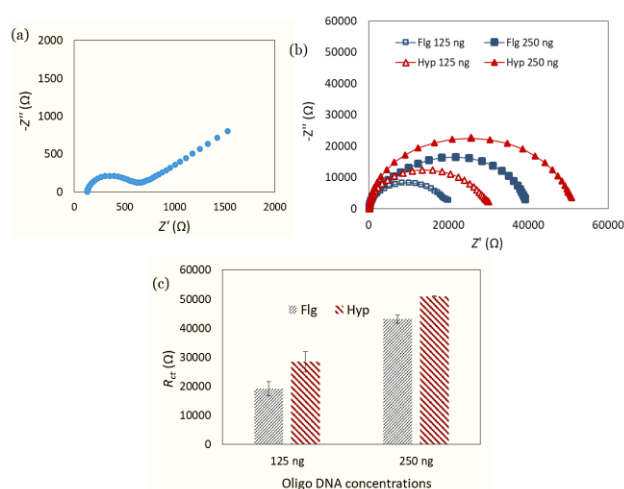 (a)
2000
1500
1000
500
0
-Z'' (Ω)
0 500 1000 1500 2000
Z' (Ω)
(b)
60000
50000
40000
30000
20000
10000
0
-Z'' (Ω)
Flg 125 ng Flg 250 ng
Hyp 125 ng Hyp 250 ng
0 20000 40000 60000
Z' (Ω)
(c)
60000
50000
40000
30000
20000
10000
0
Rct (Ω)
Flg Hyp
125 ng 250 ng
Oligo DNA concentrations